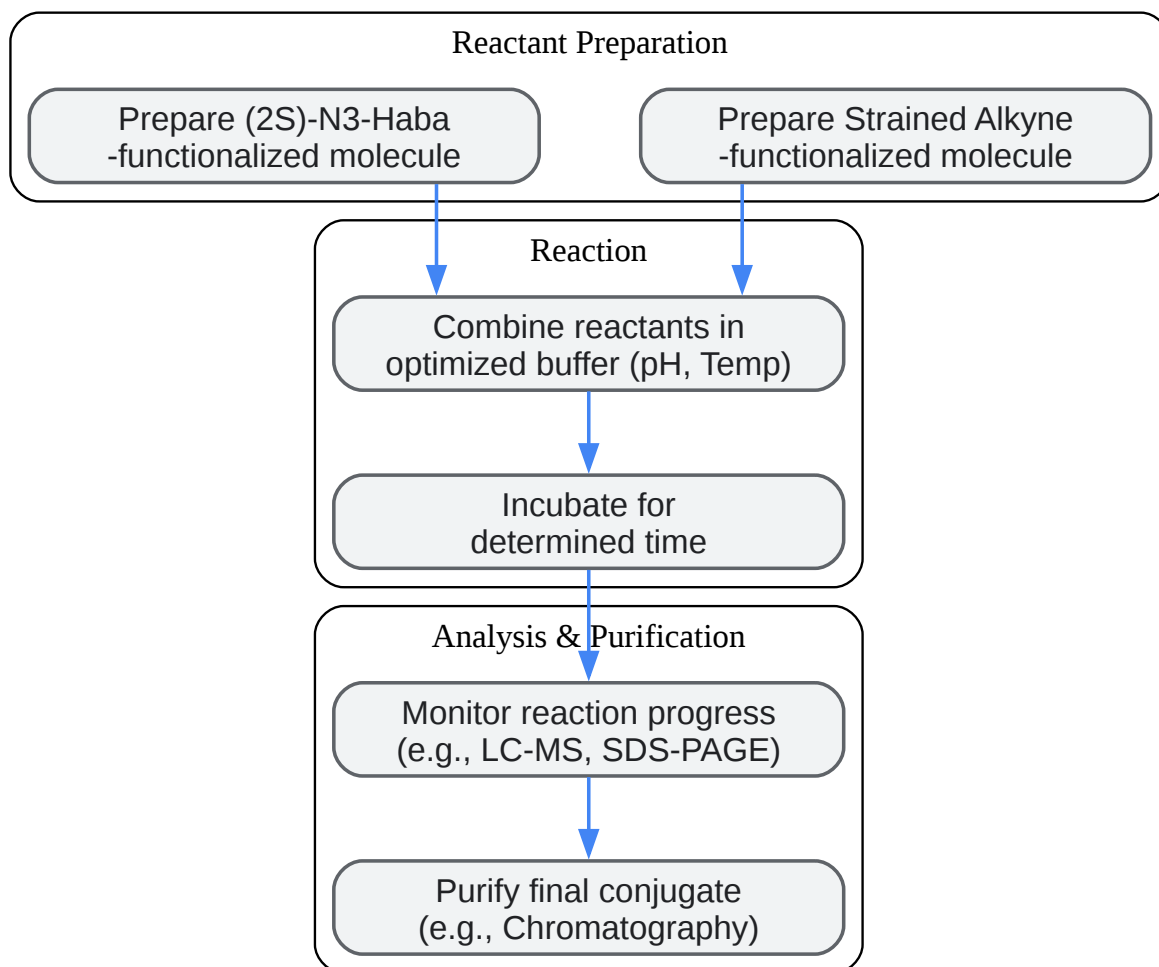 Reactant Preparation
Prepare (2S)-N3-Haba
-functionalized molecule
Prepare Strained Alkyne
-functionalized molecule
Reaction
Combine reactants in
optimized buffer (pH, Temp)
Incubate for
determined time
Analysis & Purification
Monitor reaction progress
(e.g., LC-MS, SDS-PAGE)
Purify final conjugate
(e.g., Chromatography)